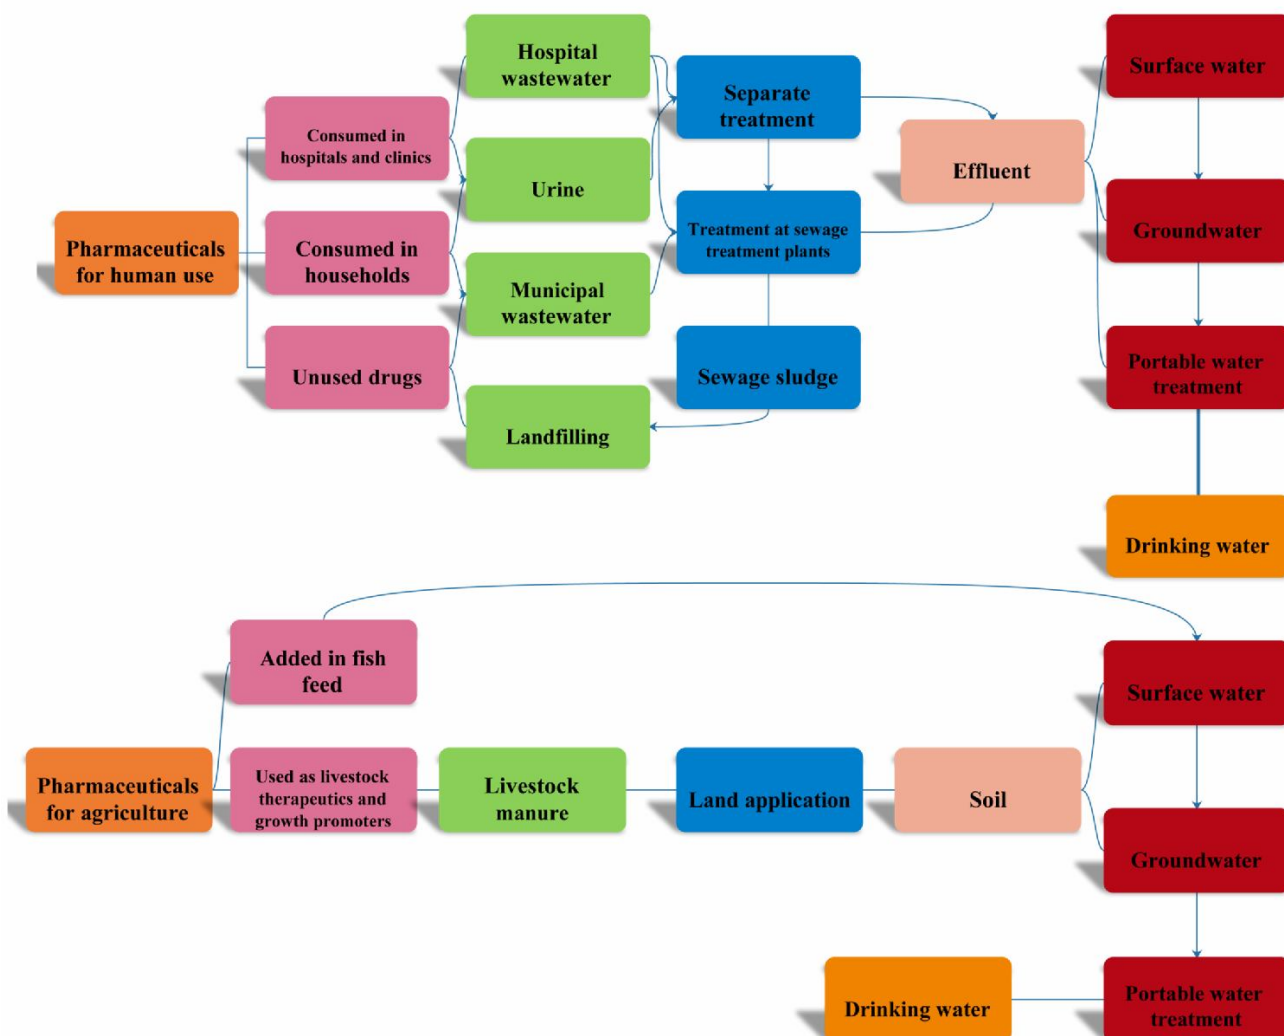 Hospital
wastewater
Surface water
Separate
treatment
Consumed in
hospitals and clinics
Effluent
Urine
Pharmaceuticals
for human use
Consumed in
households
Treatment at sewage
treatment plants
Groundwater
Municipal
wastewater
Unused drugs
Sewage sludge
Portable water
treatment
Landfilling
Drinking water
Added in fish
feed
Surface water
Pharmaceuticals
for agriculture
Used as livestock
therapeutics and
growth promoters
Livestock
manure
Land application
Soil
Groundwater
Drinking water
Portable water
treatment